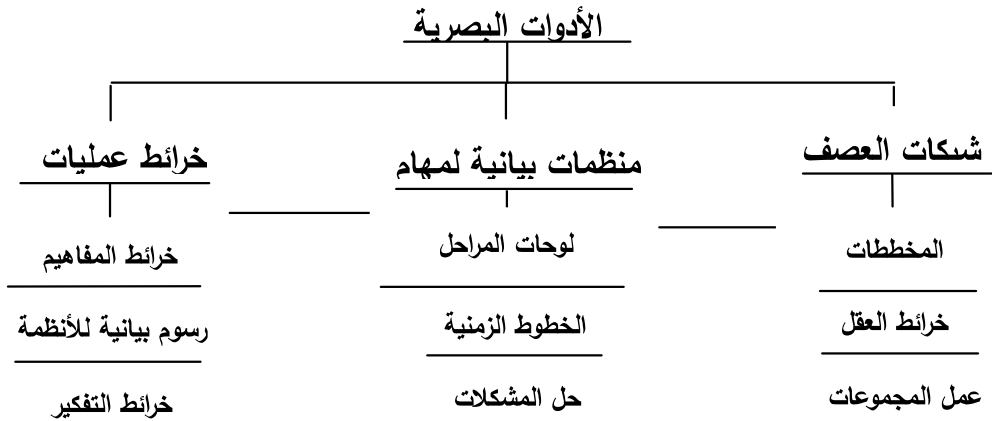 الأدوات البصرية
شبكات العصف
منظمات بيانية لمهام
خرائط عمليات
المخططات
لوحات المراحل
خرائط المفاهيم
خرائط العقل
الخطوط الزمنية
رسوم بيانية للأنظمة
عمل المجموعات
حل المشكلات
خرائط التفكير